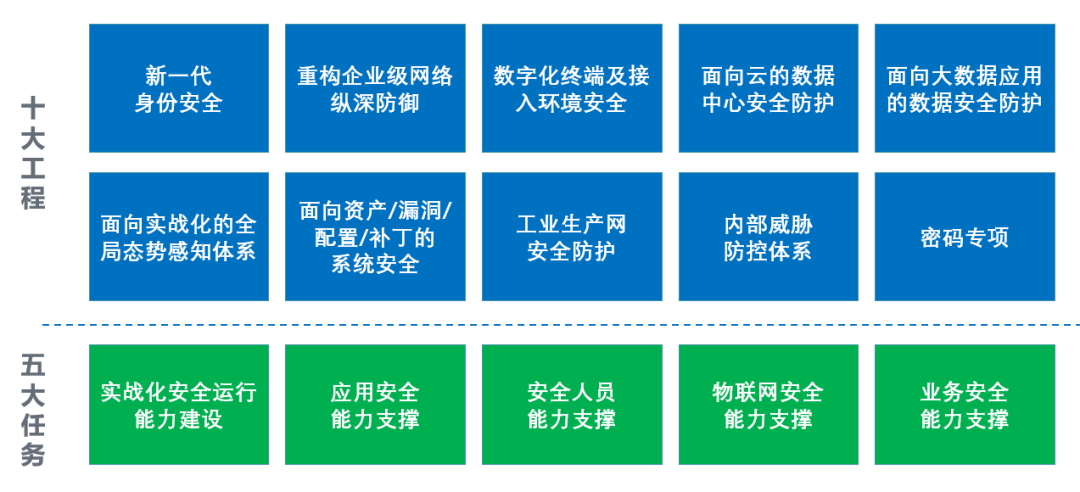 十大工程
新一代
身份安全
重构企业级网络
纵深防御
数字化终端及接
入环境安全
面向云的数据
中心安全防护
面向大数据应用
的数据安全防护
面向实战化的全
局态势感知体系
面向资产/漏洞/
配置/补丁的
系统安全
工业生产网
安全防护
内部威胁
防控体系
密码专项
五大任务
实战化安全运行
能力建设
应用安全
能力支撑
安全人员
能力支撑
物联网安全
能力支撑
业务安全
能力支撑